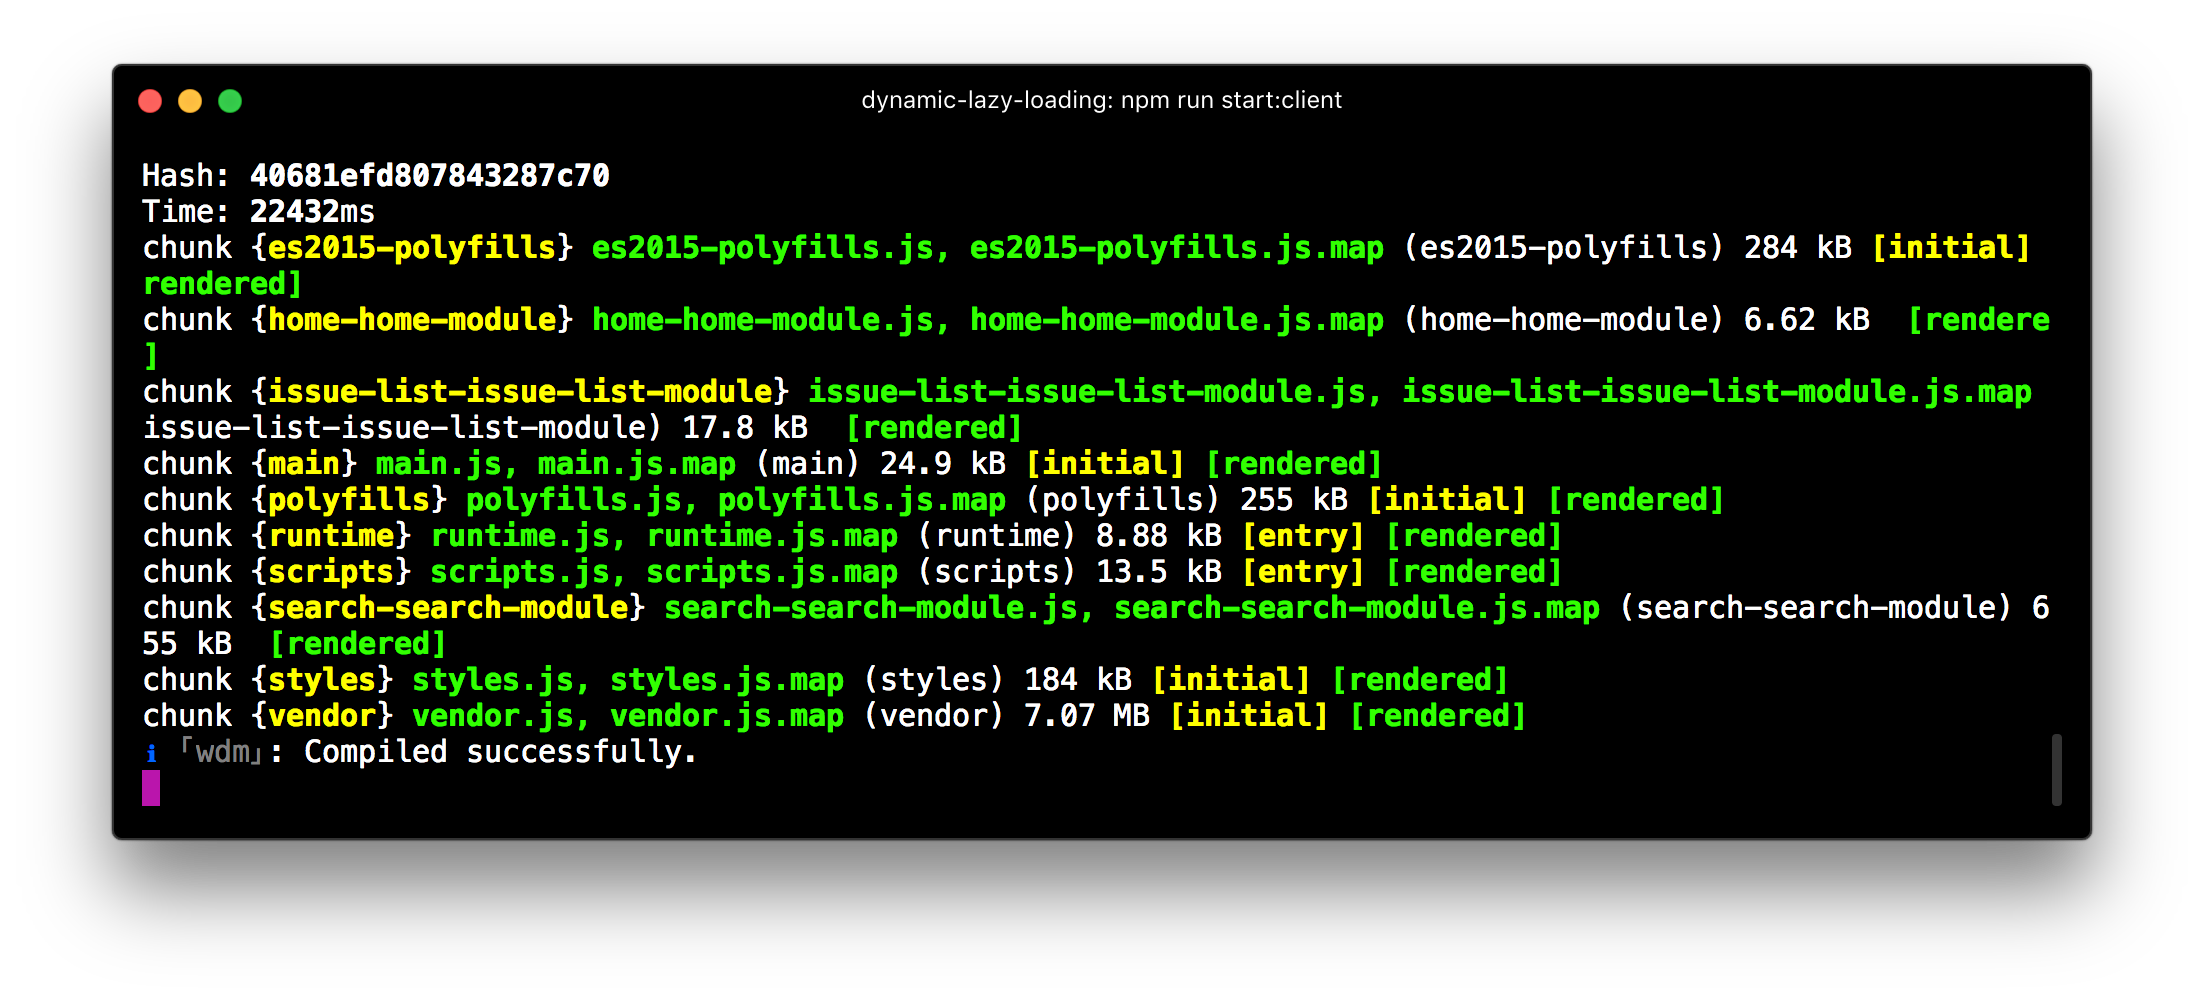 dynamic-lazy-loading: npm run start:client
Hash: 40681efd807843287c70
Time: 22432ms
chunk {es2015-polyfills} es2015-polyfills.js, es2015-polyfills.js.map (es2015-polyfills) 284 kB [initial]
rendered]
chunk {home-home-module} home-home-module.js, home-home-module.js.map (home-home-module) 6.62 kB  [rendere
]
chunk {issue-list-issue-list-module} issue-list-issue-list-module.js, issue-list-issue-list-module.js.map
issue-list-issue-list-module) 17.8 kB  [rendered]
chunk {main} main.js, main.js.map (main) 24.9 kB [initial] [rendered]
chunk {polyfills} polyfills.js, polyfills.js.map (polyfills) 255 kB [initial] [rendered]
chunk {runtime} runtime.js, runtime.js.map (runtime) 8.88 kB [entry] [rendered]
chunk {scripts} scripts.js, scripts.js.map (scripts) 13.5 kB [entry] [rendered]
chunk {search-search-module} search-search-module.js, search-search-module.js.map (search-search-module) 6
55 kB  [rendered]
chunk {styles} styles.js, styles.js.map (styles) 184 kB [initial] [rendered]
chunk {vendor} vendor.js, vendor.js.map (vendor) 7.07 MB [initial] [rendered]
ℹ 「wdm」: Compiled successfully.